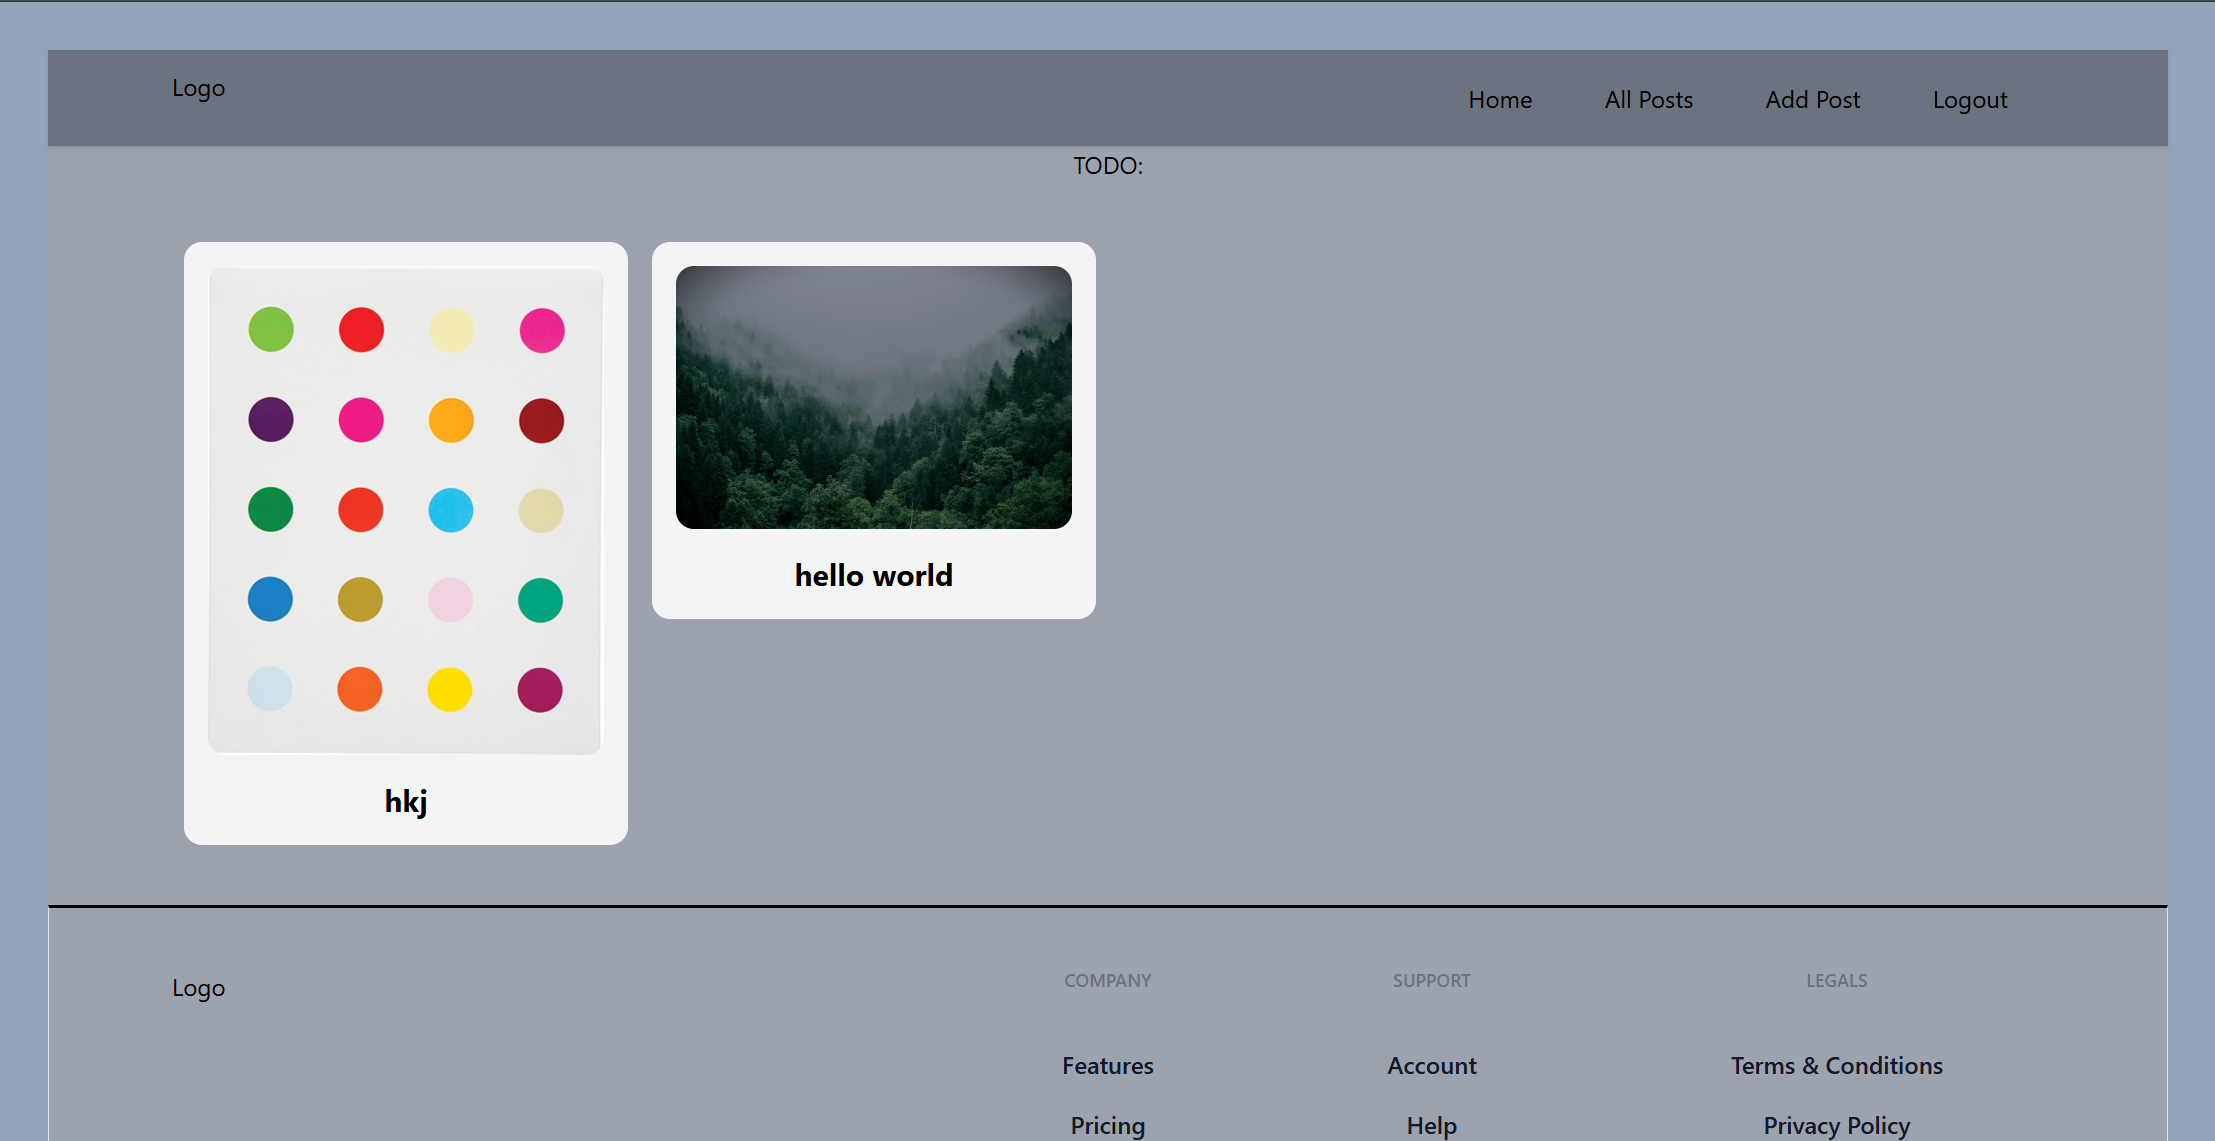 Logo
Home All Posts Add Post Logout
TODO:
hkj
hello world
Logo
COMPANY SUPPORT LEGALS
Features Account Terms & Conditions
Pricing Help Privacy Policy